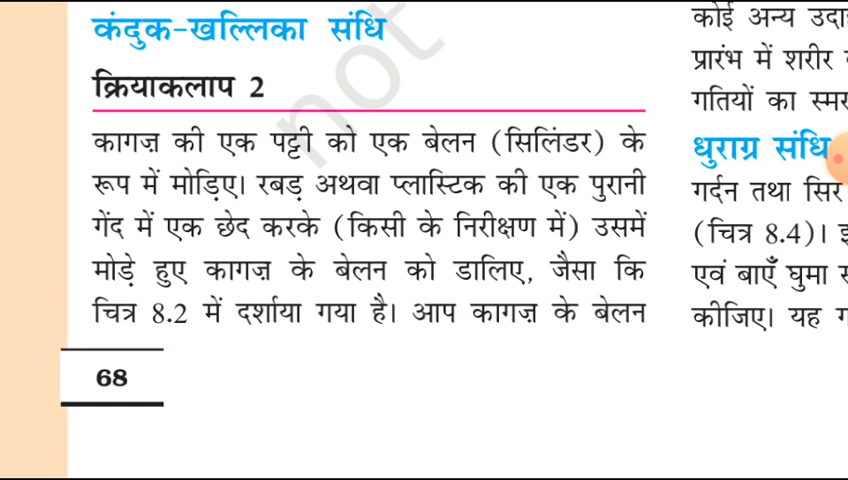 कंदुक-खल्लिका संधि
क्रियाकलाप 2
कागज़ की एक पट्टी को एक बेलन (सिलिंडर) के
रूप में मोड़िए। रबड़ अथवा प्लास्टिक की एक पुरानी
गेंद में एक छेद करके (किसी के निरीक्षण में) उसमें
मोड़े हुए कागज़ के बेलन को डालिए, जैसा कि
चित्र 8.2 में दर्शाया गया है। आप कागज़ के बेलन
68
कोई अन्य
प्रारंभ में शरीर
गतियों का
धुराग्र संधि
गर्दन तथा सिर
(चित्र 8.4)।
एवं बाएँ घुमा
कीजिए। यह
not